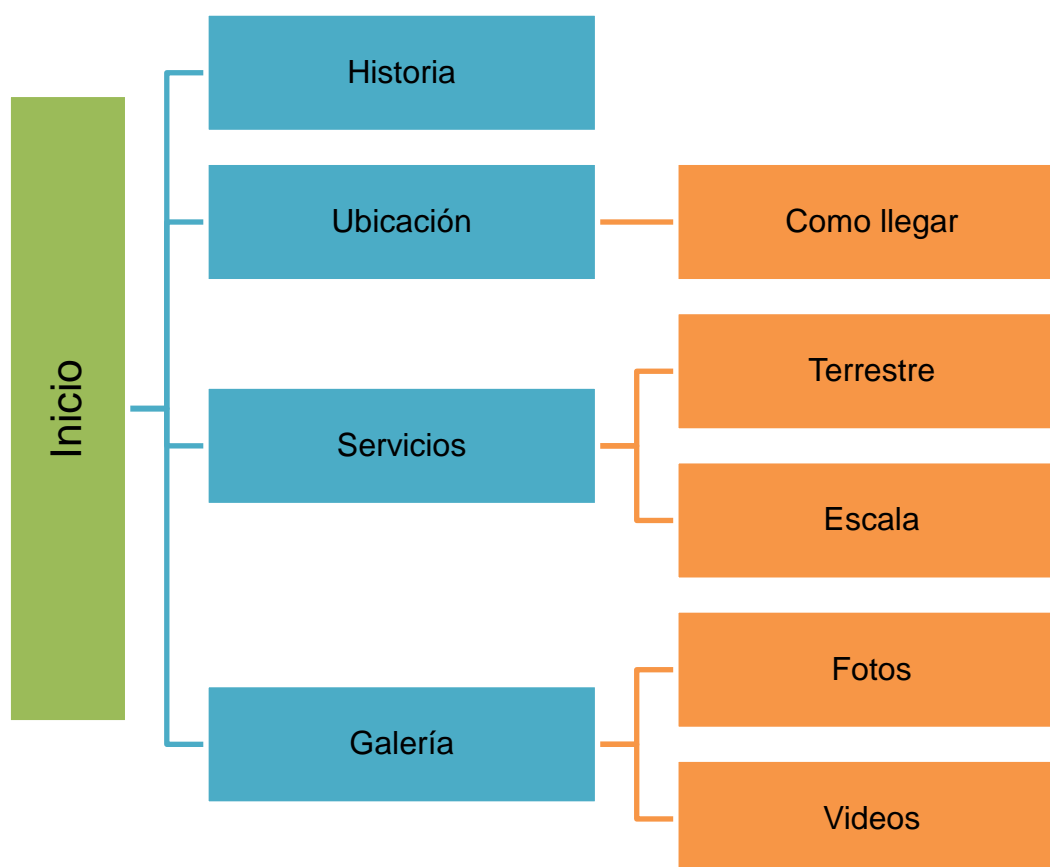 Inicio
Historia
Ubicación
Como llegar
Servicios
Terrestre
Escala
Galería
Fotos
Videos